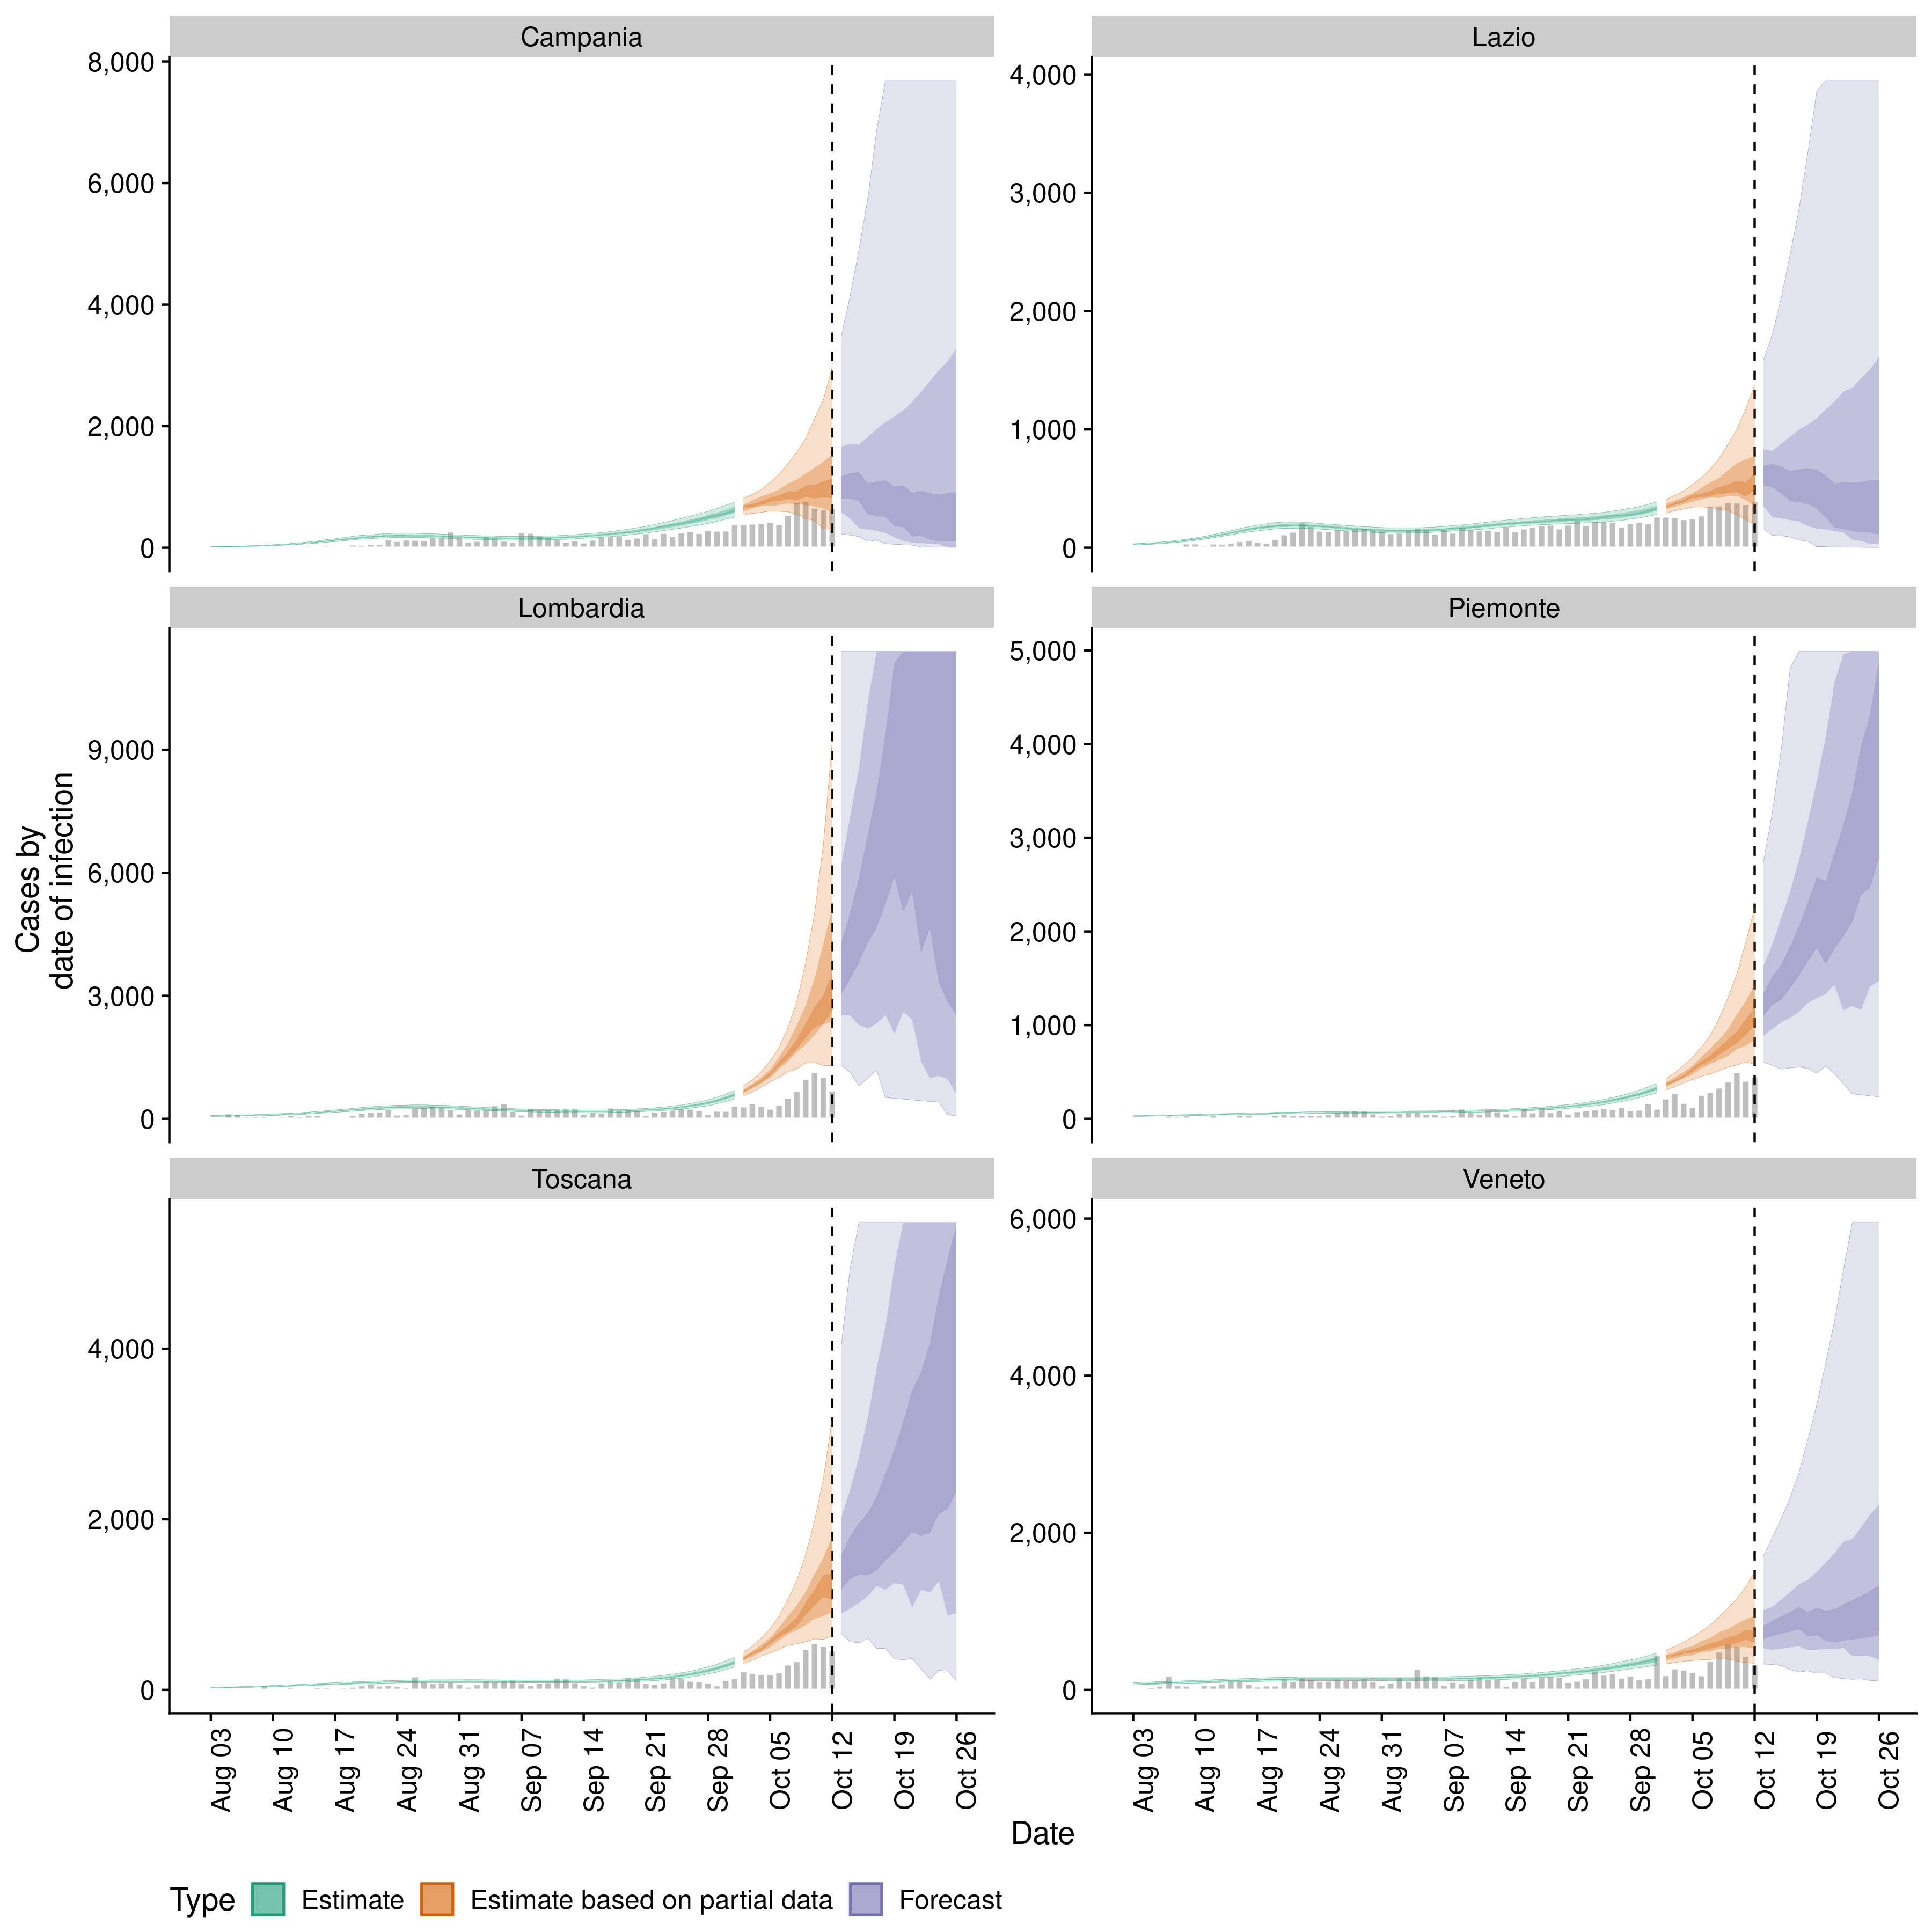 Campania
Lazio
8,000
6,000
4,000
2,000
0
4,000
3,000
2,000
1,000
0
Lombardia
Piemonte
9,000
6,000
3,000
0
5,000
4,000
3,000
2,000
1,000
0
Cases by
date of infection
Toscana
Veneto
4,000
2,000
0
6,000
4,000
2,000
0
Aug 03
Aug 10
Aug 17
Aug 24
Aug 31
Sep 07
Sep 14
Sep 21
Sep 28
Oct 05
Oct 12
Oct 19
Oct 26
Aug 03
Aug 10
Aug 17
Aug 24
Aug 31
Sep 07
Sep 14
Sep 21
Sep 28
Oct 05
Oct 12
Oct 19
Oct 26
Date
Type Estimate Estimate based on partial data Forecast